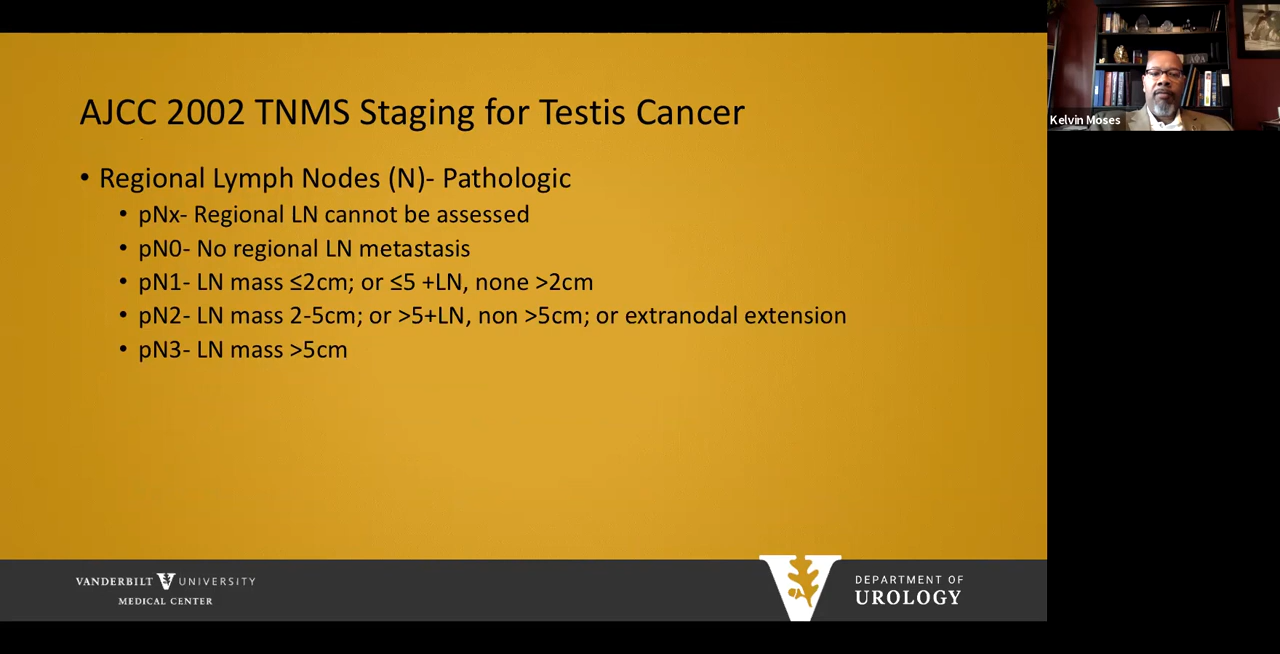 AJCC 2002 TNMS Staging for Testis Cancer
• Regional Lymph Nodes (N)- Pathologic
• pNx- Regional LN cannot be assessed
• pN0- No regional LN metastasis
• pN1- LN mass ≤2cm; or ≤5 +LN, none >2cm
• pN2- LN mass 2-5cm; or >5+LN, non >5cm; or extranodal extension
• pN3- LN mass >5cm
VANDERBILT UNIVERSITY
MEDICAL CENTER
DEPARTMENT OF
UROLOGY
Kelvin Moses